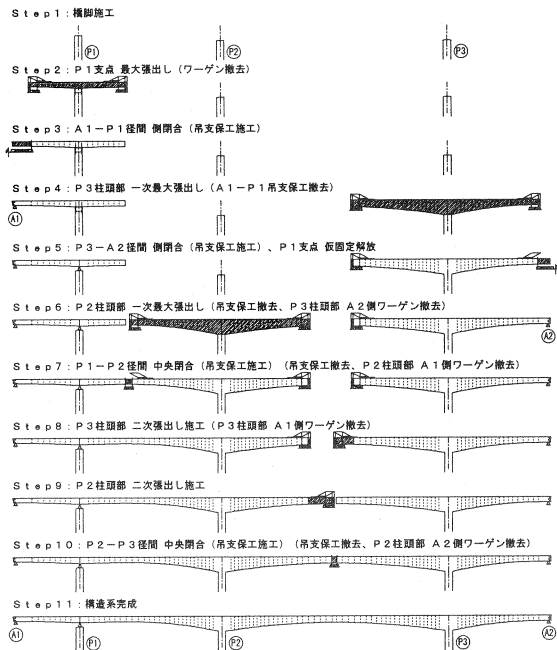 Ｓｔｅｐ１：橋脚施工
P1 P2 P3
Ｓｔｅｐ２：Ｐ１支点 最大張出し（ワーゲン撤去）
Ｓｔｅｐ３：Ａ１－Ｐ１径間 側閉合（吊支保工施工）
Ｓｔｅｐ４：Ｐ３柱頭部 一次最大張出し（Ａ１－Ｐ１吊支保工撤去）
A1
Ｓｔｅｐ５：Ｐ３－Ａ２径間 側閉合（吊支保工施工）、Ｐ１支点 仮固定解放
Ｓｔｅｐ６：Ｐ２柱頭部 一次最大張出し（吊支保工撤去、Ｐ３柱頭部 Ａ２側ワーゲン撤去）
A2
Ｓｔｅｐ７：Ｐ１－Ｐ２径間 中央閉合（吊支保工施工）（吊支保工撤去、Ｐ２柱頭部 Ａ１側ワーゲン撤去）
Ｓｔｅｐ８：Ｐ３柱頭部 二次張出し施工（Ｐ３柱頭部 Ａ１側ワーゲン撤去）
Ｓｔｅｐ９：Ｐ２柱頭部 二次張出し施工
Ｓｔｅｐ１０：Ｐ２－Ｐ３径間 中央閉合（吊支保工施工）（吊支保工撤去、Ｐ２柱頭部 Ａ２側ワーゲン撤去）
Ｓｔｅｐ１１：構造系完成
A1 P1 P2 P3 A2